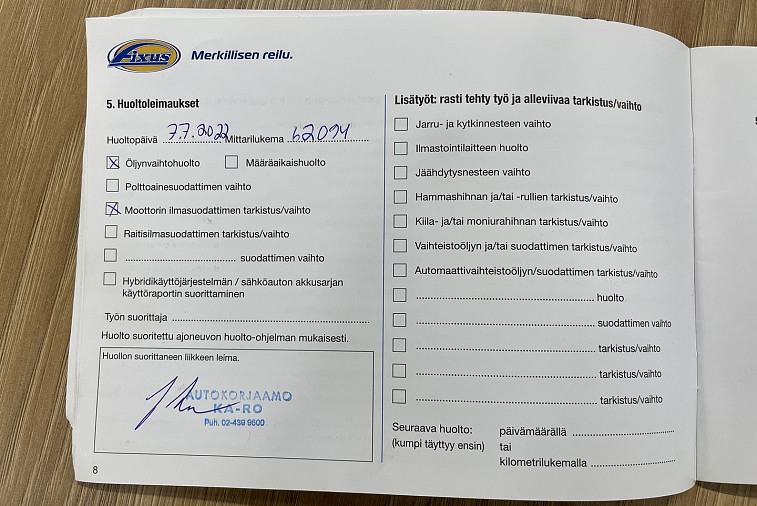 Fixus Merkillisen reilu.
5. Huoltoleimaukset
Huoltopäivä 7.7.2022 Mittarilukema 62094
Öljynvaihtohuolto Määräaikaishuolto
Polttoainesuodattimen vaihto
Moottorin ilmasuodattimen tarkistus/vaihto
Raitisilmasuodattimen tarkistus/vaihto
suodattimen vaihto
Hybridikäyttöjärjestelmän / sähköauton akkusarjan
käyttöraportin suorittaminen
Työn suorittaja
Huolto suoritettu ajoneuvon huolto-ohjelman mukaisesti.
Huollon suorittaneen liikkeen leima.
AUTOKORJAAMO
KA-RO
Puh. 02-439 9600
8
Lisätyöt: rasti tehty työ ja alleviivaa tarkistus/vaihto
Jarru- ja kytkinnesteen vaihto
Ilmastointilaitteen huolto
Jäähdytysnesteen vaihto
Hammashihnan ja/tai -rullien tarkistus/vaihto
Kiila- ja/tai moniurahihnan tarkistus/vaihto
Vaihteistoöljyn ja/tai suodattimen tarkistus/vaihto
Automaattivaihteistoöljyn/suodattimen tarkistus/vaihto
huolto
suodattimen vaihto
tarkistus/vaihto
tarkistus/vaihto
tarkistus/vaihto
Seuraava huolto: päivämäärällä
(kumpi täyttyy ensin) tai
kilometrilukemalla